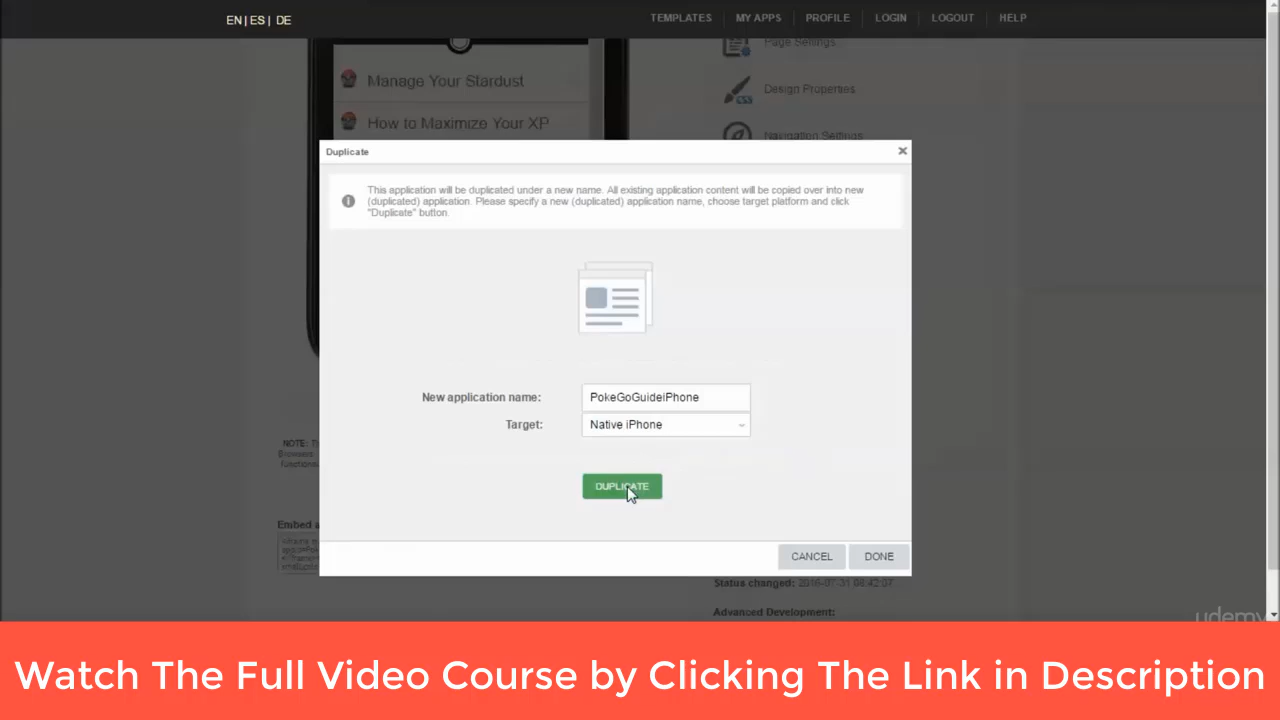 EN | ES | DE
TEMPLATES
MY APPS
PROFILE
LOGIN
LOGOUT
HELP
Page Settings
Manage Your Stardust
Design Properties
How to Maximize Your XP
Navigation Settings
Duplicate
This application will be duplicated under a new name. All existing application content will be copied over into new
(duplicated) application. Please specify a new (duplicated) application name, choose target platform and click
"Duplicate" button.
New application name:
PokeGoGuideIPhone
Target:
Native iPhone
NOTE:
Browsers
DUPLICATE
Embed a
CANCEL
DONE
Status changed: 2016-07-31 08:42:07
Advanced Development:
udemy
Watch The Full Video Course by Clicking The Link in Description